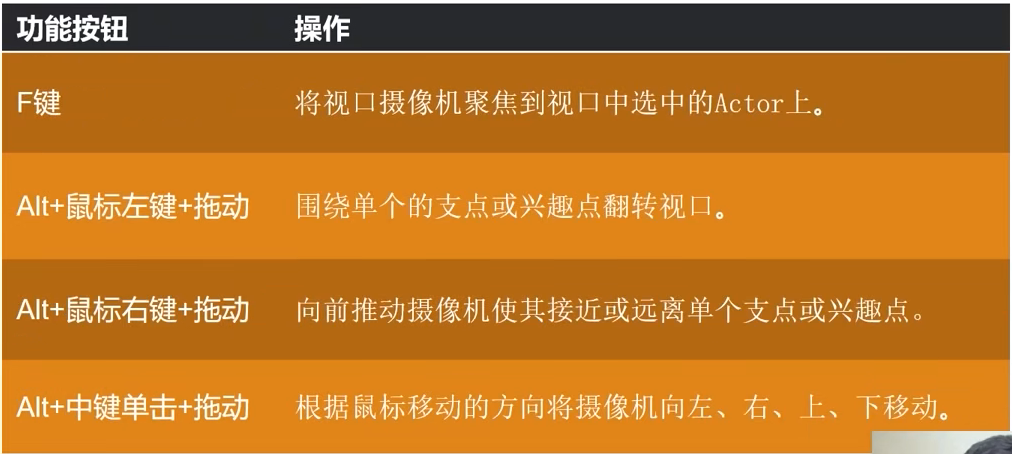 功能按钮 操作
F键 将视口摄像机聚焦到视口中选中的Actor上。
Alt+鼠标左键+拖动 围绕单个的支点或兴趣点翻转视口。
Alt+鼠标右键+拖动 向前推动摄像机使其接近或远离单个支点或兴趣点。
Alt+中键单击+拖动 根据鼠标移动的方向将摄像机向左、右、上、下移动。